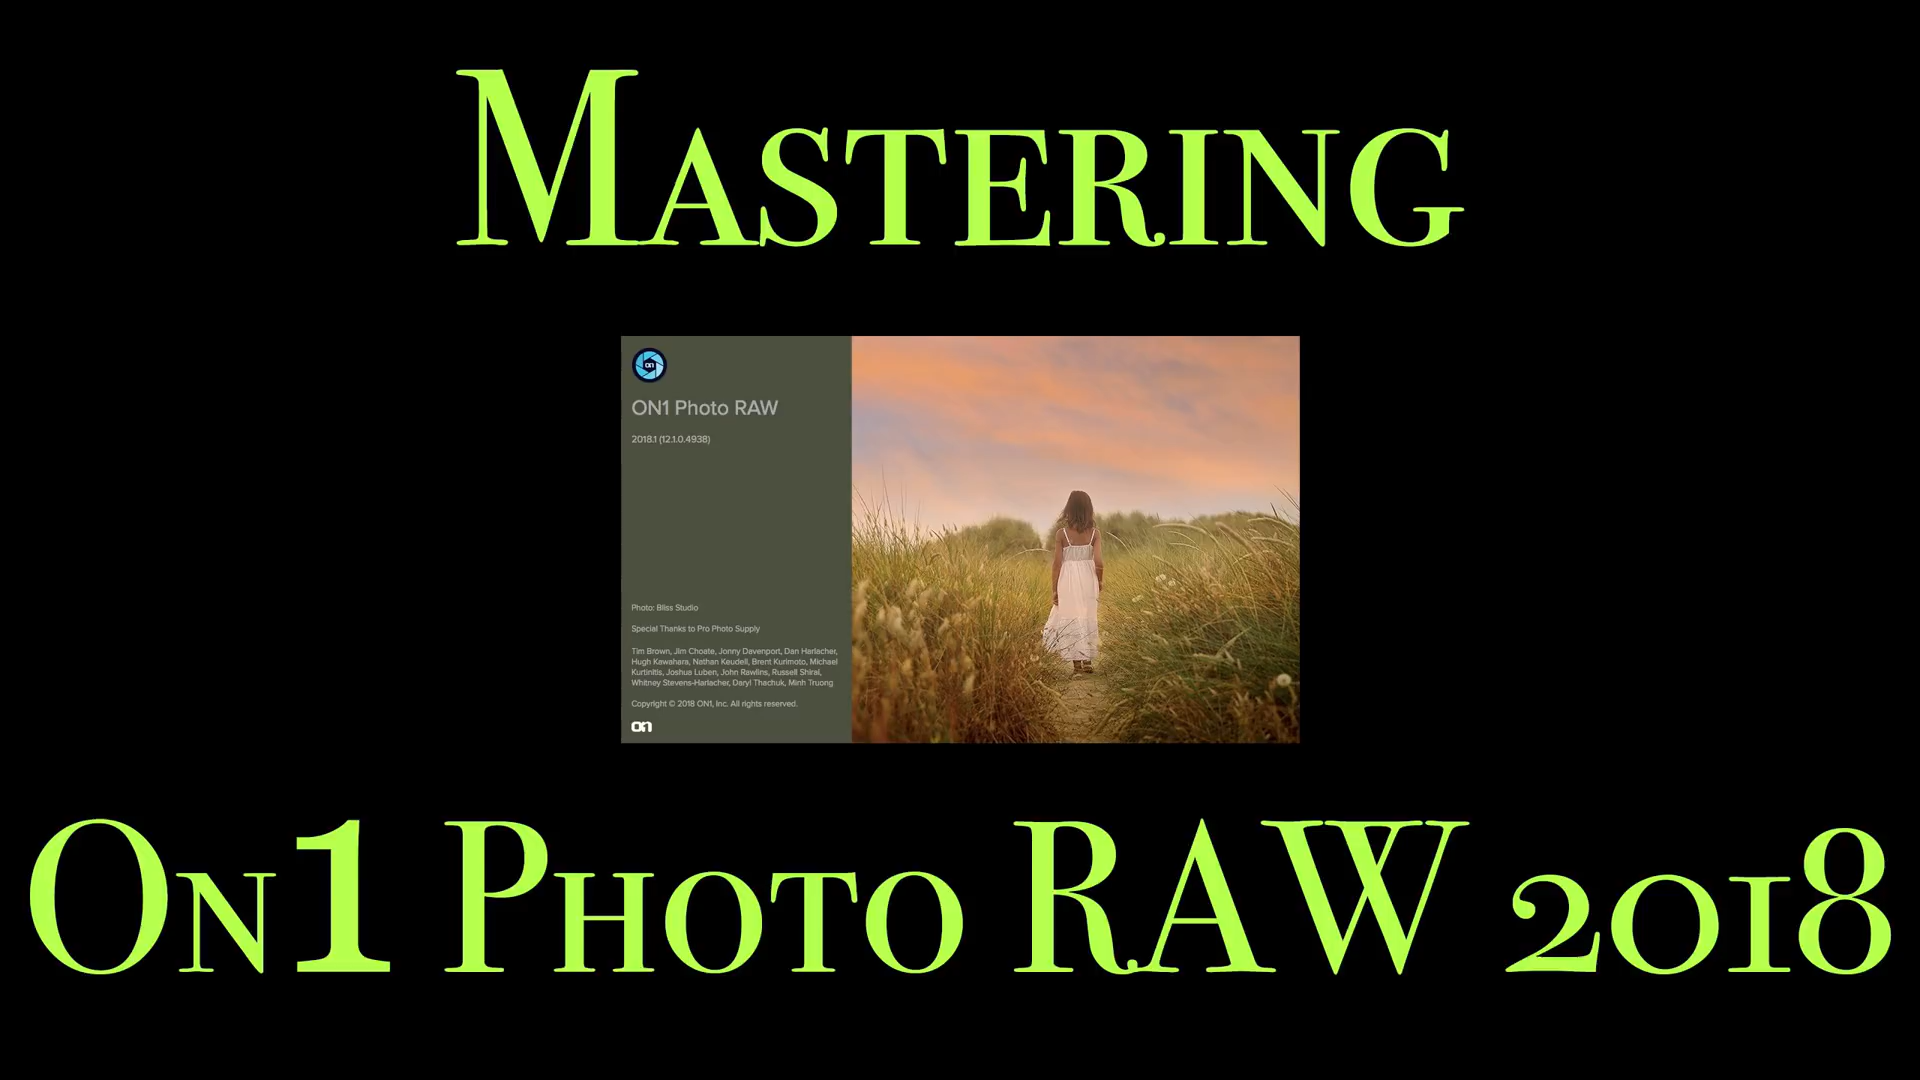 Mastering
ON1
ON1 Photo RAW
2018.1 (12.1.0.4938)
Photo: Bliss Studio
Special Thanks to Pro Photo Supply
Tim Brown, Jim Choate, Jonny Davenport, Dan Harlacher,
Hugh Kawahara, Nathan Keudell, Brent Kurimoto, Michael
Kurtinitis, Joshua Luben, John Rawlins, Russell Shiral,
Whitney Stevens-Harlacher, Daryl Thachuk, Minh Truong
Copyright © 2018 ON1, Inc. All rights reserved.
on1
On1 Photo RAW 2018